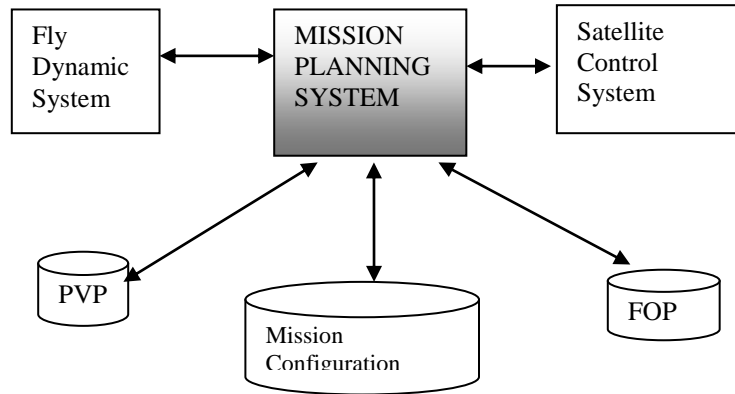 Fly
Dynamic
System
MISSION
PLANNING
SYSTEM
Satellite
Control
System
PVP
Mission
Configuration
FOP